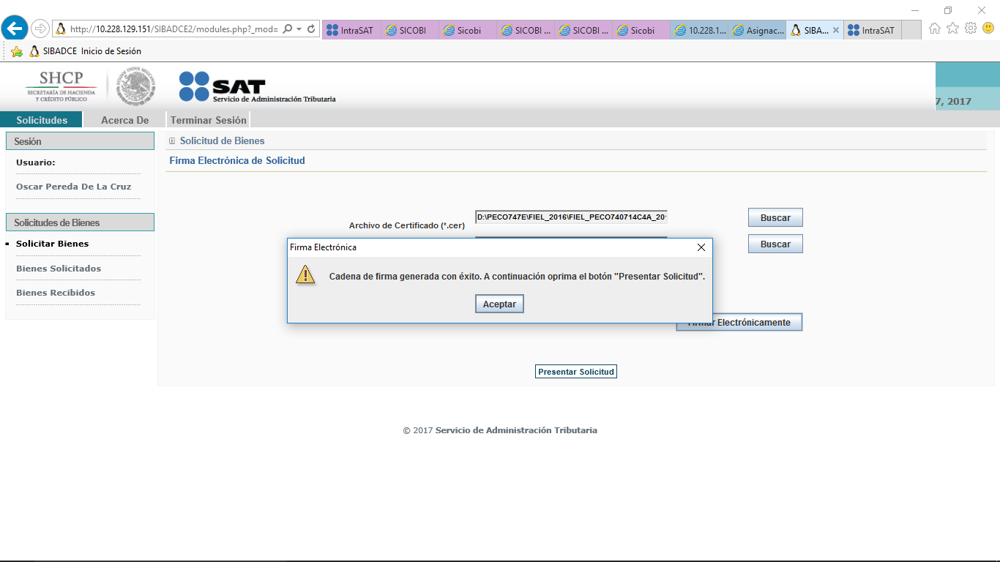 http://10.228.129.151/SIBADCE2/modules.php?_mod=
IntraSAT
SICOBI
Sicobi
SICOBI ...
SICOBI ...
Sicobi
10.228.1...
Asignac...
SIBA...
IntraSAT
SIBADCE Inicio de Sesión
SHCP
SECRETARÍA DE HACIENDA
Y CRÉDITO PÚBLICO
ESTADOS UNIDOS MEXICANOS
SAT
Servicio de Administración Tributaria
7, 2017
Solicitudes
Acerca De
Terminar Sesión
Sesión
Usuario:
Oscar Pereda De La Cruz
Solicitudes de Bienes
Solicitar Bienes
Bienes Solicitados
Bienes Recibidos
Solicitud de Bienes
Firma Electrónica de Solicitud
Archivo de Certificado (*.cer)
D:\PECO747E\FIEL_2016\FIEL_PECO740714C4A_20
Buscar
Buscar
Firma Electrónica
Cadena de firma generada con éxito. A continuación oprima el botón "Presentar Solicitud".
Aceptar
Firmar Electrónicamente
Presentar Solicitud
© 2017 Servicio de Administración Tributaria